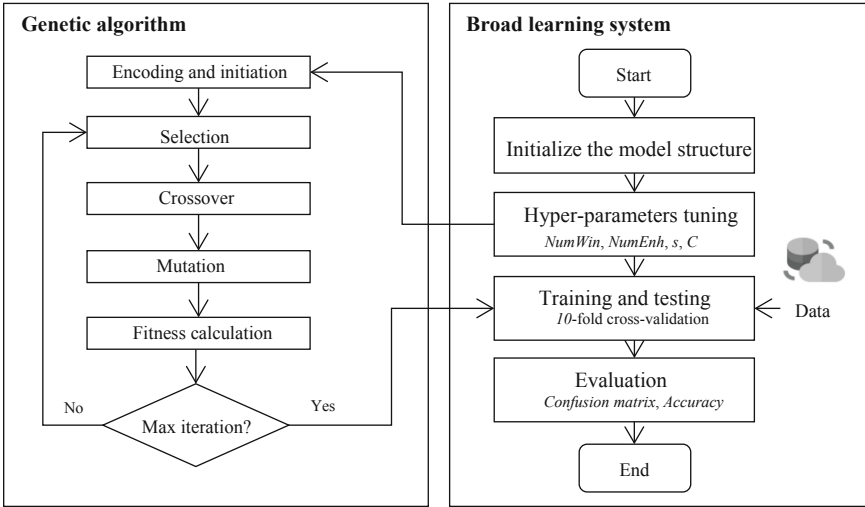 Genetic algorithm
Encoding and initiation
Selection
Crossover
Mutation
Fitness calculation
Max iteration?
No
Yes
Broad learning system
Start
Initialize the model structure
Hyper-parameters tuning
NumWin, NumEnh, s, C
Training and testing
10-fold cross-validation
Data
Evaluation
Confusion matrix, Accuracy
End